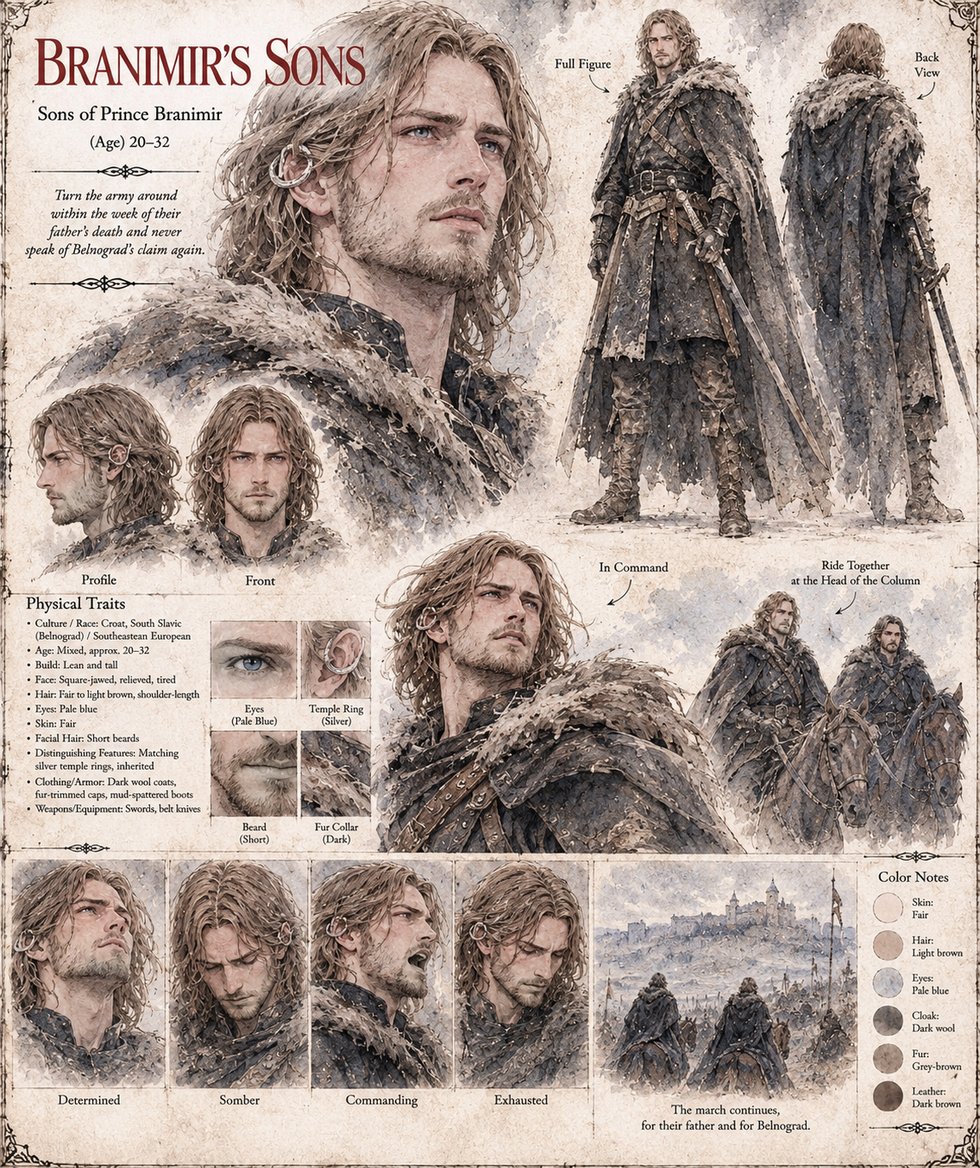 BRANIMIR'S SONS
Sons of Prince Branimir
(Age) 20–32
Turn the army around
within the week of their
father's death and never
speak of Belnograd's claim again.
Full Figure
Back
View
Profile
Front
In Command
Ride Together
at the Head of the Column
Physical Traits
• Culture / Race: Croat, South Slavic
(Belnograd) / Southeastean European
• Age: Mixed, approx. 20–32
• Build: Lean and tall
• Face: Square-jawed, relieved, tired
• Hair: Fair to light brown, shoulder-length
• Eyes: Pale blue
• Skin: Fair
• Facial Hair: Short beards
• Distinguishing Features: Matching
silver temple rings, inherited
• Clothing/Armor: Dark wool coats,
fur-trimmed caps, mud-spattered boots
• Weapons/Equipment: Swords, belt knives
Eyes
(Pale Blue)
Temple Ring
(Silver)
Beard
(Short)
Fur Collar
(Dark)
Determined
Somber
Commanding
Exhausted
The march continues,
for their father and for Belnograd.
Color Notes
Skin:
Fair
Hair:
Light brown
Eyes:
Pale blue
Cloak:
Dark wool
Fur:
Grey-brown
Leather:
Dark brown